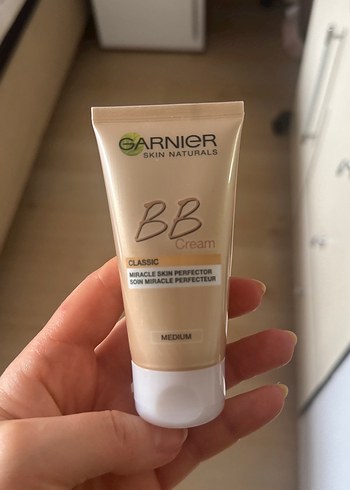 GARNIER
SKIN NATURALS
BB
Cream
CLASSIC
MIRACLE SKIN PERFECTOR
SOIN MIRACLE PERFECTEUR
MEDIUM